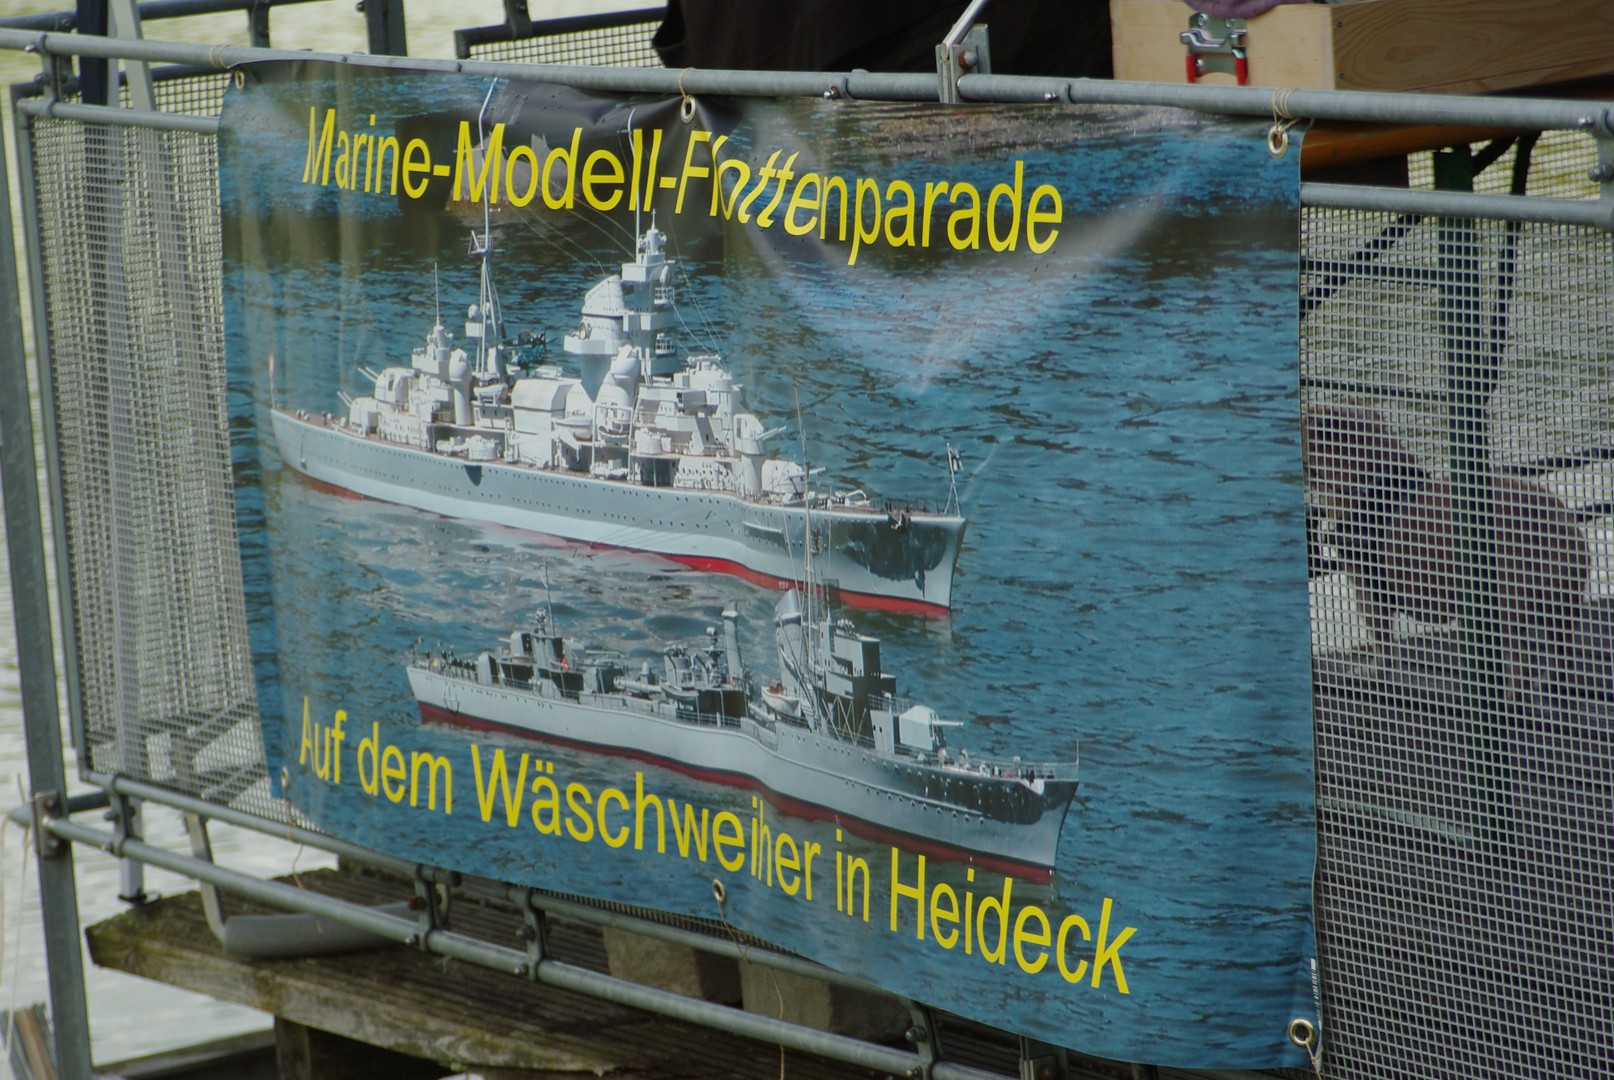 Marine-Modell-Flottenparade
Auf dem Wäschweiher in Heideck